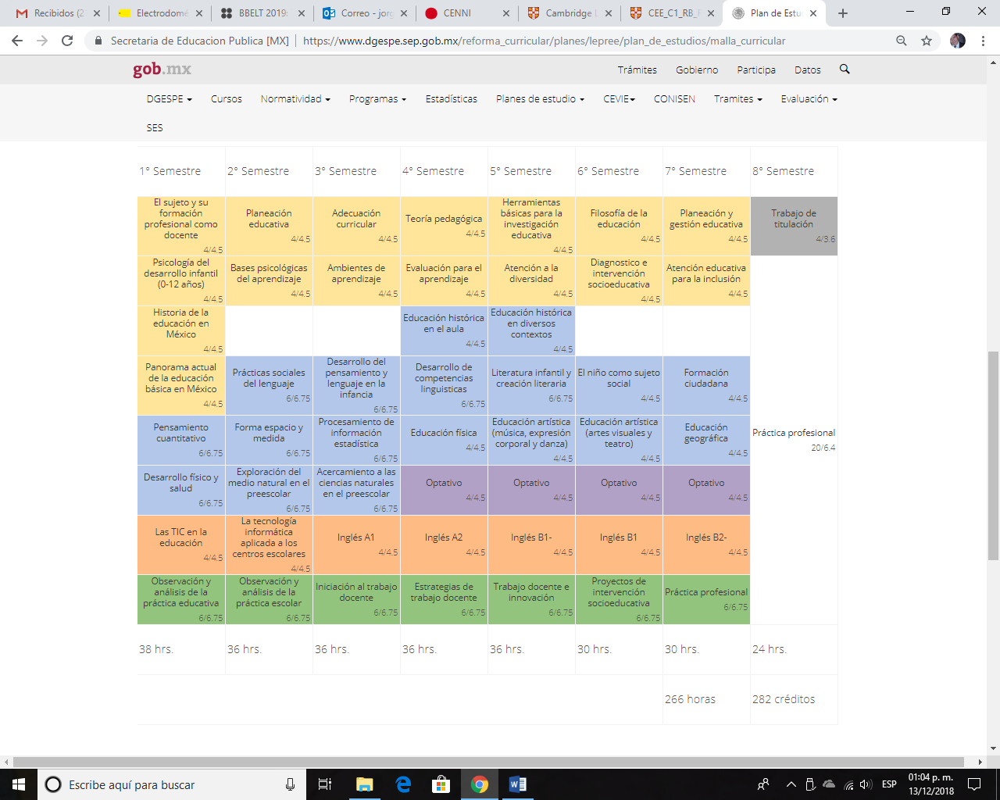 Recibidos (2
Electrodomé
BBELT 2019:
Correo - jorg
CENNI
Cambridge L
CEE_C1_RB_F
Plan de Estu
Secretaria de Educacion Publica [MX]
https://www.dgespe.sep.gob.mx/reforma_curricular/planes/lepree/plan_de_estudios/malla_curricular
gob.mx
Trámites
Gobierno
Participa
Datos
DGESPE
Cursos
Normatividad
Programas
Estadísticas
Planes de estudio
CEVIE
CONISEN
Tramites
Evaluación
SES
1° Semestre
2° Semestre
3° Semestre
4° Semestre
5° Semestre
6° Semestre
7° Semestre
8° Semestre
El sujeto y su
formación
profesional como
docente
4/4.5
Planeación
educativa
4/4.5
Adecuación
curricular
4/4.5
Teoría pedagógica
4/4.5
Herramientas
básicas para la
investigación
educativa
4/4.5
Filosofía de la
educación
4/4.5
Planeación y
gestión educativa
4/4.5
Trabajo de
titulación
4/3.6
Psicología del
desarrollo infantil
(0-12 años)
4/4.5
Bases psicológicas
del aprendizaje
4/4.5
Ambientes de
aprendizaje
4/4.5
Evaluación para el
aprendizaje
4/4.5
Atención a la
diversidad
4/4.5
Diagnostico e
intervención
socioeducativa
4/4.5
Atención educativa
para la inclusión
4/4.5
Práctica profesional
20/6.4
Historia de la
educación en
México
4/4.5
Educación histórica
en el aula
4/4.5
Educación histórica
en diversos
contextos
4/4.5
Panorama actual
de la educación
básica en México
4/4.5
Prácticas sociales
del lenguaje
6/6.75
Desarrollo del
pensamiento y
lenguaje en la
infancia
6/6.75
Desarrollo de
competencias
linguisticas
6/6.75
Literatura infantil y
creación literaria
6/6.75
El niño como sujeto
social
4/4.5
Formación
ciudadana
4/4.5
Pensamiento
cuantitativo
6/6.75
Forma espacio y
medida
6/6.75
Procesamiento de
información
estadística
6/6.75
Educación física
4/4.5
Educación artística
(música, expresión
corporal y danza)
4/4.5
Educación artística
(artes visuales y
teatro)
4/4.5
Educación
geográfica
4/4.5
Desarrollo físico y
salud
6/6.75
Exploración del
medio natural en el
preescolar
6/6.75
Acercamiento a las
ciencias naturales
en el preescolar
6/6.75
Optativo
4/4.5
Optativo
4/4.5
Optativo
4/4.5
Optativo
4/4.5
Las TIC en la
educación
4/4.5
La tecnología
informática
aplicada a los
centros escolares
4/4.5
Inglés A1
4/4.5
Inglés A2
4/4.5
Inglés B1-
4/4.5
Inglés B1
4/4.5
Inglés B2-
4/4.5
Observación y
análisis de la
práctica educativa
6/6.75
Observación y
análisis de la
práctica escolar
6/6.75
Iniciación al trabajo
docente
6/6.75
Estrategias de
trabajo docente
6/6.75
Trabajo docente e
innovación
6/6.75
Proyectos de
intervención
socioeducativa
6/6.75
Práctica profesional
6/6.75
38 hrs.
36 hrs.
36 hrs.
36 hrs.
36 hrs.
30 hrs.
30 hrs.
24 hrs.
266 horas
282 créditos
Escribe aquí para buscar
ESP
01:04 p. m.
13/12/2018